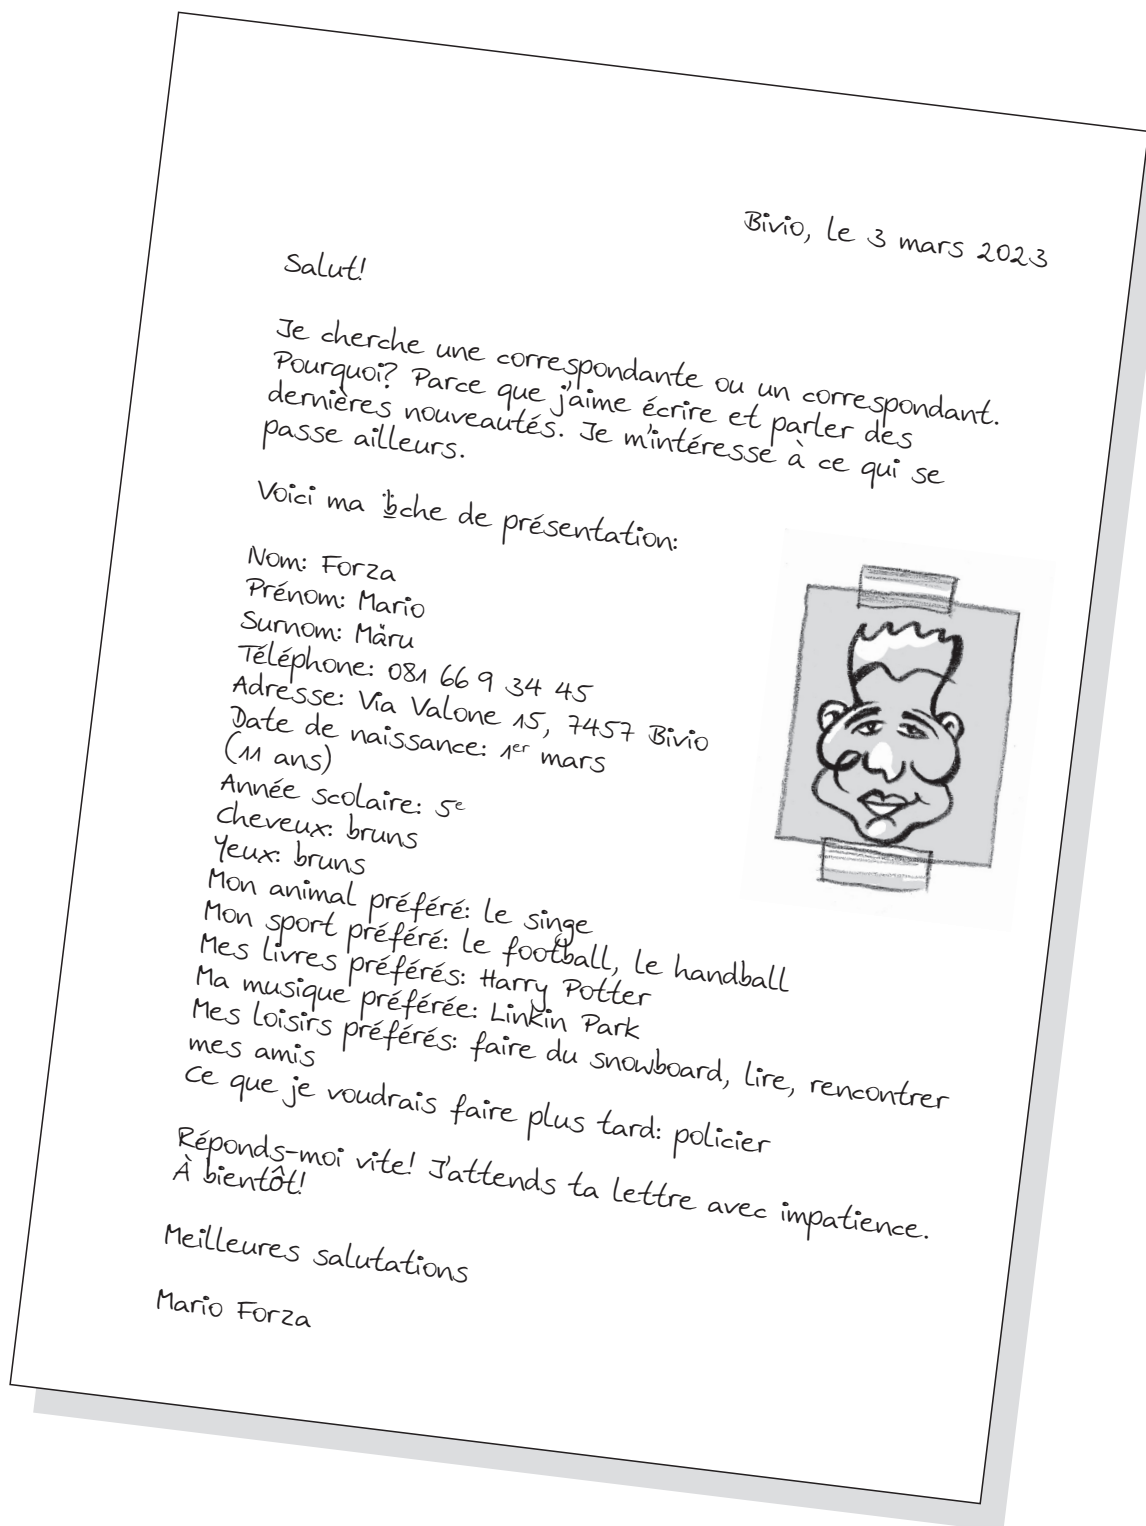 Bivio, le 3 mars 2023
Salut!
Je cherche une correspondante ou un correspondant.
Pourquoi? Parce que j'aime écrire et parler des
dernières nouveautés. Je m'intéresse à ce qui se
passe ailleurs.
Voici ma de présentation:
Nom: Forza
Prénom: Mario
Surnom: Märu
Téléphone: 081 66 9 34 45
Adresse: Via Valone 15, 7457 Bivio
Date de naissance: 1er mars
(11 ans)
Année scolaire: 5e
Cheveux: bruns
Yeux: bruns
Mon animal préféré: le singe
Mon sport préféré: le football, le handball
Mes livres préférés: Harry Potter
Ma musique préférée: Linkin Park
Mes loisirs préférés: faire du snowboard, lire, rencontrer
mes amis
Ce que je voudrais faire plus tard: policier
Réponds-moi vite! J'attends ta lettre avec impatience.
À bientôt!
Meilleures salutations
Mario Forza